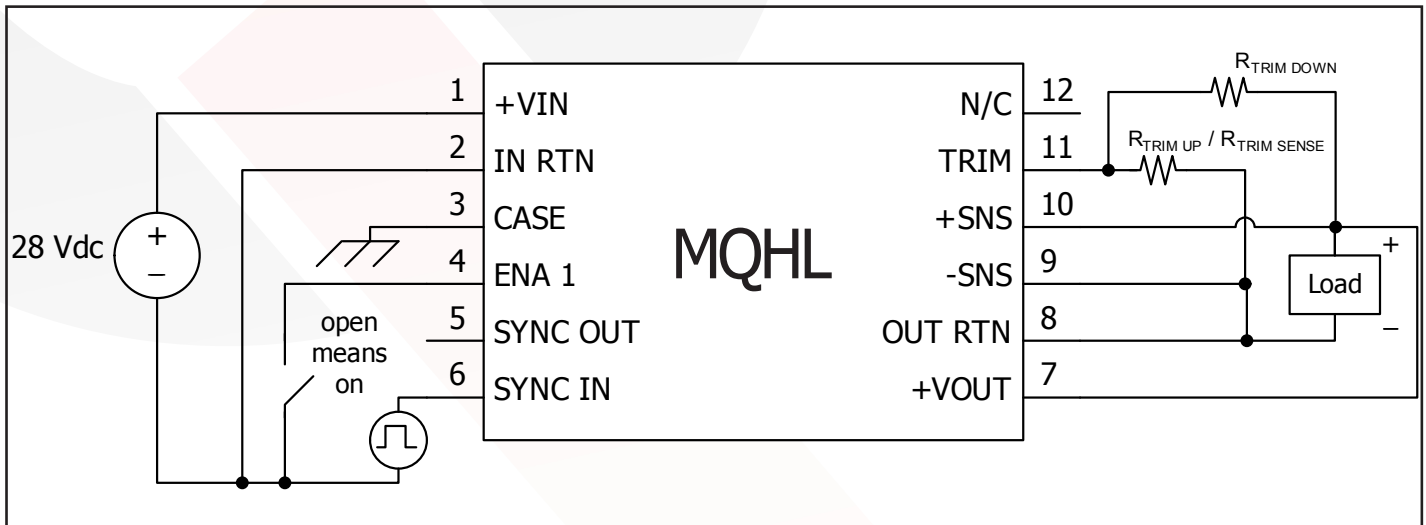 28 Vdc
+
−
1
2
3
4
5
6
open
means
on
+VIN
IN RTN
CASE
ENA 1
SYNC OUT
SYNC IN
MQHL
N/C
TRIM
+SNS
-SNS
OUT RTN
+VOUT
12
11
10
9
8
7
RTRIM DOWN
RTRIM UP / RTRIM SENSE
+
Load
−